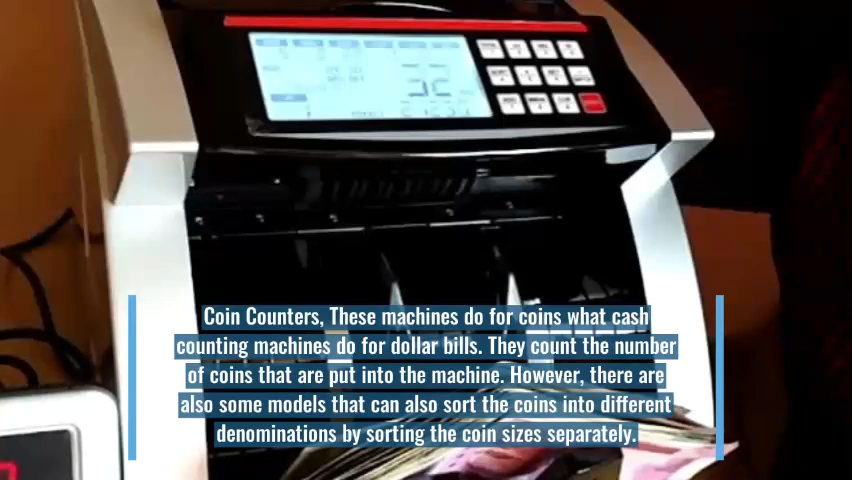 Coin Counters, These machines do for coins what cash
counting machines do for dollar bills. They count the number
of coins that are put into the machine. However, there are
also some models that can also sort the coins into different
denominations by sorting the coin sizes separately.